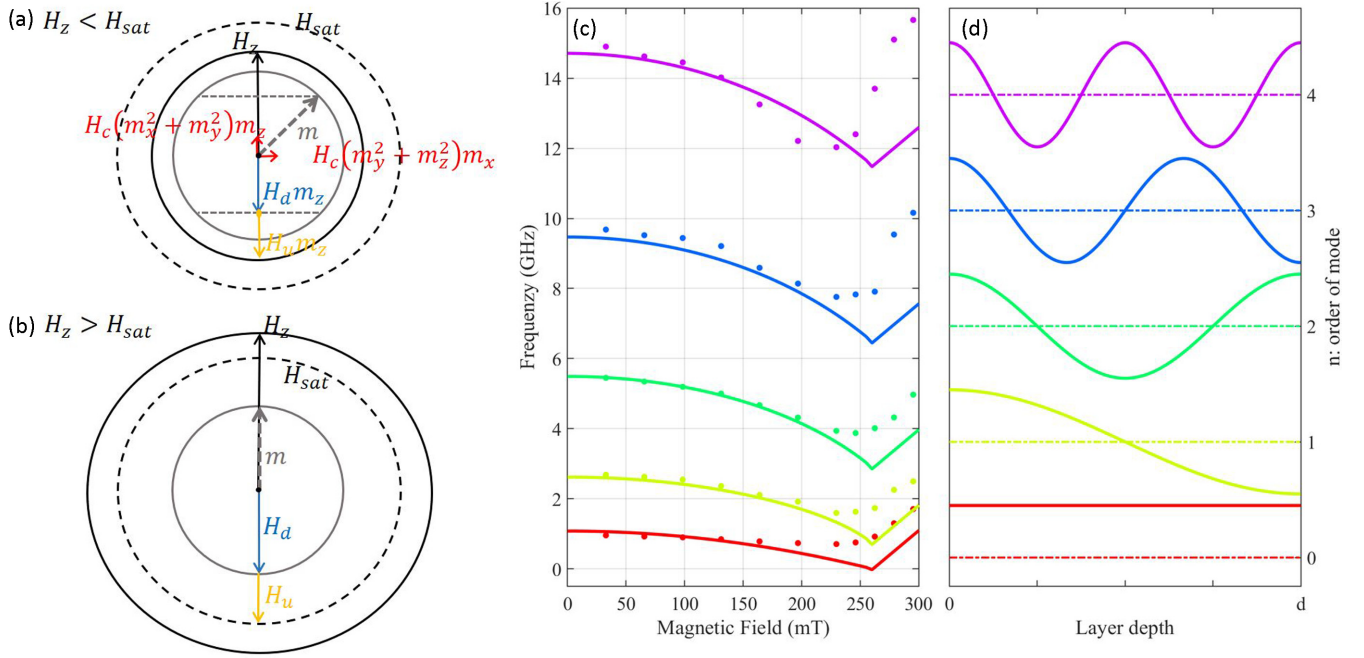 (a) H_z < H_sat
H_sat
H_z
H_c(m_x^2 + m_y^2)m_z
m
H_c(m_y^2 + m_z^2)m_x
H_d m_z
H_u m_z
(b) H_z > H_sat
H_z
H_sat
m
H_d
H_u
(c)
16
14
12
10
8
6
4
2
0
Frequenzy (GHz)
0 50 100 150 200 250 300
Magnetic Field (mT)
(d)
4
3
2
1
0
n: order of mode
0 d
Layer depth